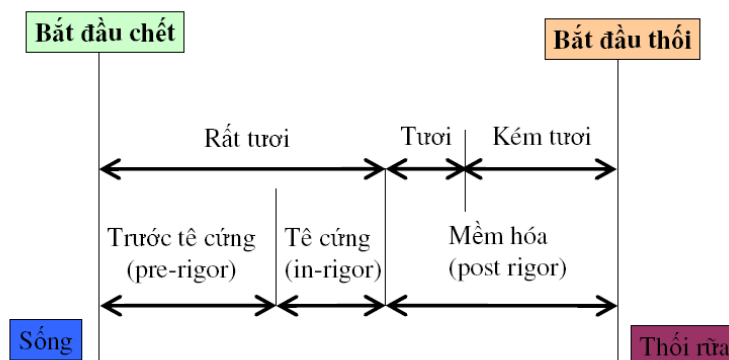 Bắt đầu chết
Bắt đầu thối
Rất tươi
Tươi
Kém tươi
Trước tê cứng
(pre-rigor)
Tê cứng
(in-rigor)
Mềm hóa
(post rigor)
Sống
Thối rữa